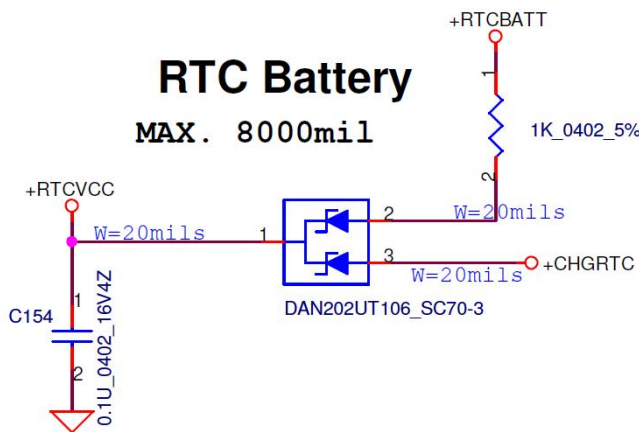 +RTCBATT
RTC Battery
MAX. 8000mil
1
1K_0402_5%
2
+RTCVCC
W=20mils
1
2
W=20mils
3
W=20mils
+CHGRTC
DAN202UT106_SC70-3
C154
1
2
0.1U_0402_16V4Z